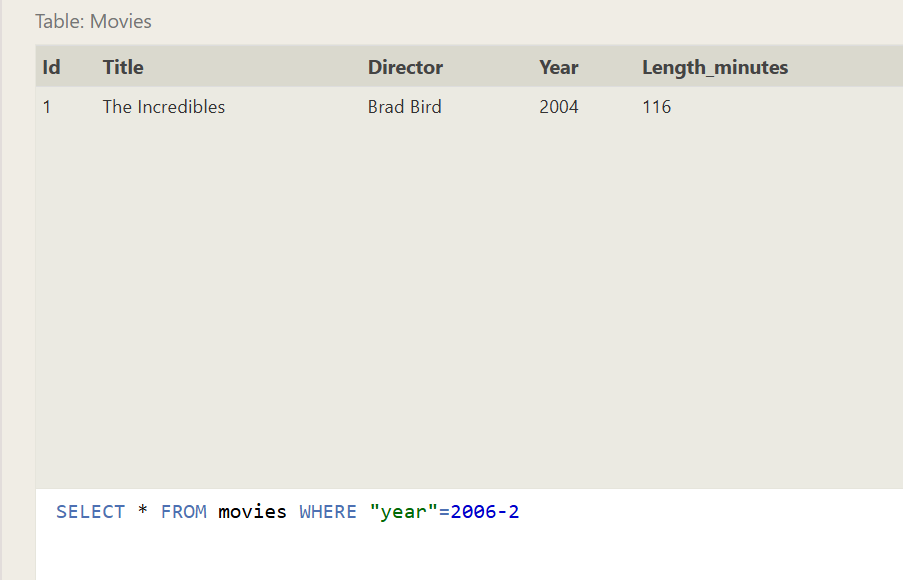 Table: Movies
Id Title Director Year Length_minutes
1 The Incredibles Brad Bird 2004 116
SELECT * FROM movies WHERE "year"=2006-2